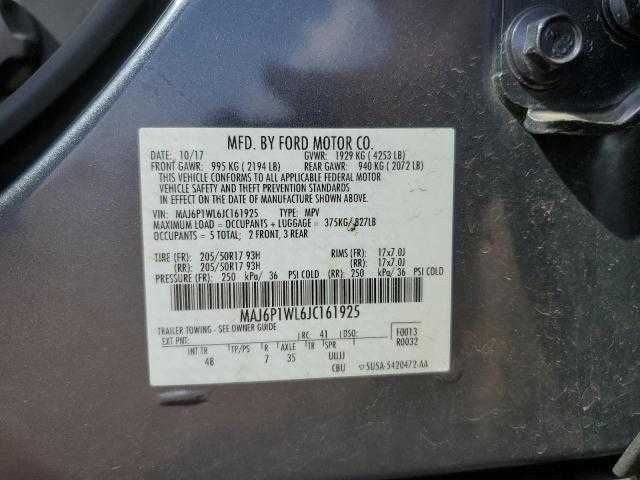 MFD. BY FORD MOTOR CO.
DATE: 10/17 GVWR: 1929 KG ( 4253 LB)
FRONT GAWR: 995 KG ( 2194 LB) REAR GAWR: 940 KG ( 2072 LB)
THIS VEHICLE CONFORMS TO ALL APPLICABLE FEDERAL MOTOR
VEHICLE SAFETY AND THEFT PREVENTION STANDARDS
IN EFFECT ON THE DATE OF MANUFACTURE SHOWN ABOVE.
VIN: MAJ6P1WL6JC161925 TYPE: MPV
MAXIMUM LOAD = OCCUPANTS + LUGGAGE = 375KG/ 827LB
OCCUPANTS = 5 TOTAL; 2 FRONT, 3 REAR
TIRE (FR): 205/50R17 93H RIMS (FR): 17x7.0J
(RR): 205/50R17 93H (RR): 17x7.0J
PRESSURE (FR): 250 kPa/ 36 PSI COLD (RR): 250 kPa/36 PSI COLD
MAJ6P1WL6JC161925
TRAILER TOWING - SEE OWNER GUIDE RC: 41 DSO: F0013
EXT PNT: R0032
INT TR TP/PS R AXLE TR SPR UUJJ
4B 7 35 CBU SU5A-5420472-AA